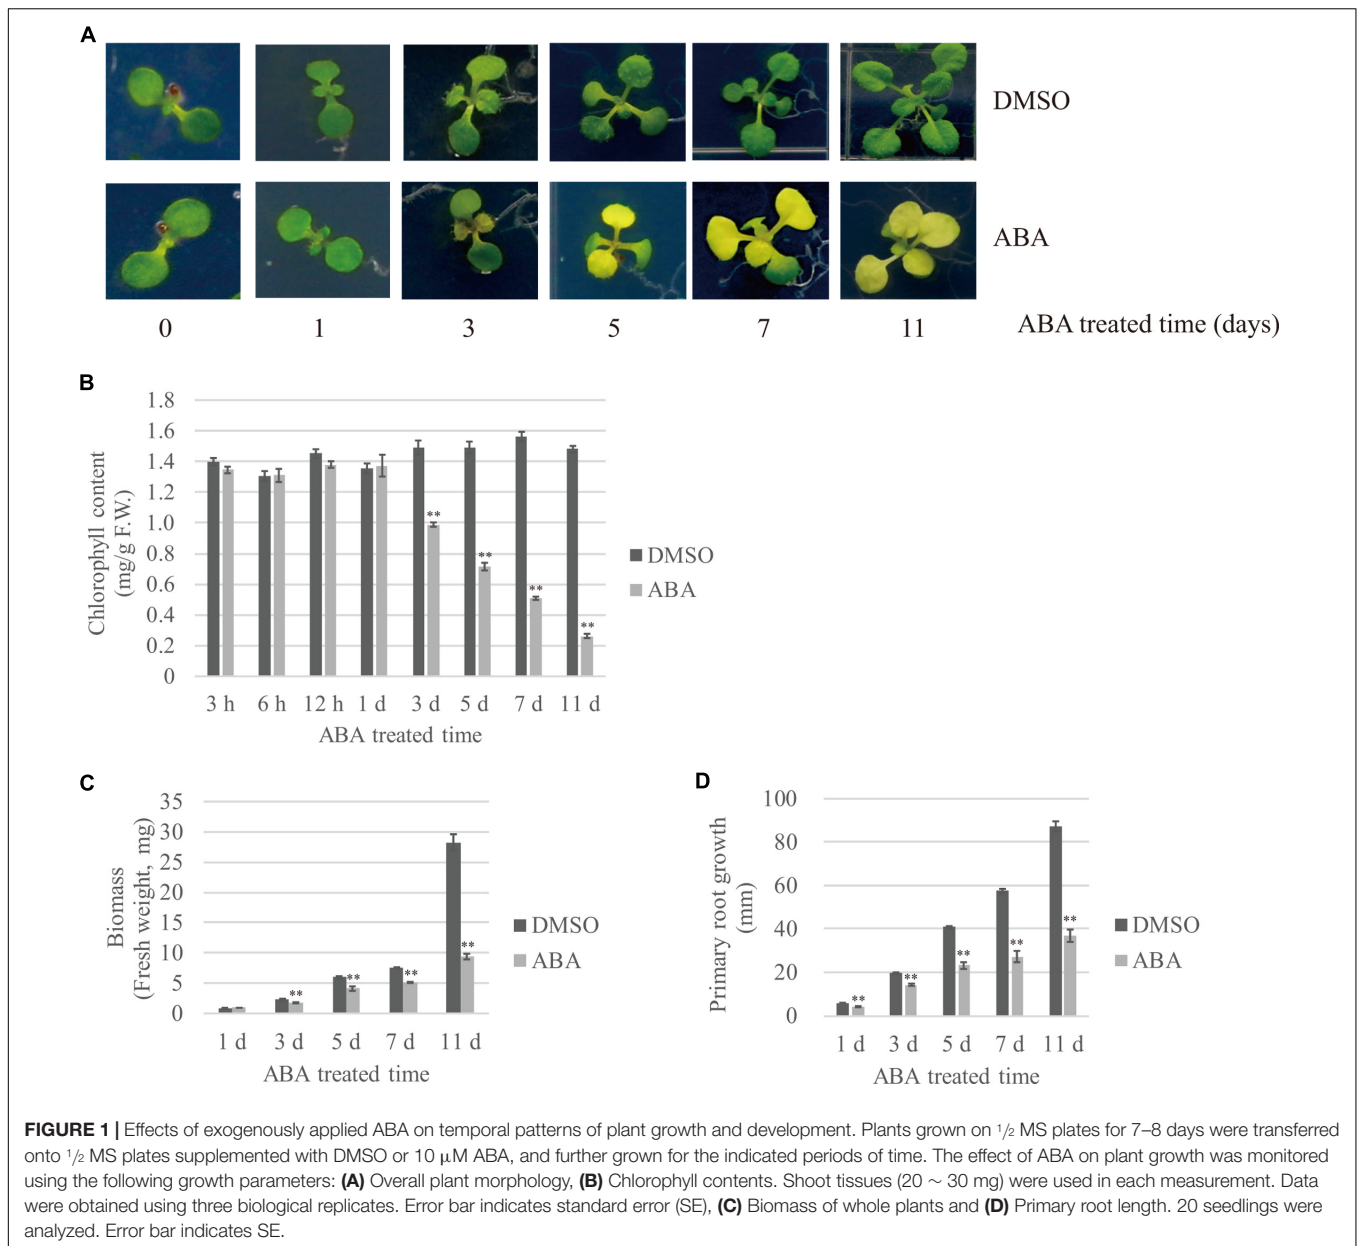 A
DMSO
ABA
0 1 3 5 7 11 ABA treated time (days)
B
Chlorophyll content
(mg/g F.W.)
1.8
1.6
1.4
1.2
1.0
0.8
0.6
0.4
0.2
0
**
**
**
**
DMSO
ABA
3 h 6 h 12 h 1 d 3 d 5 d 7 d 11 d
ABA treated time
C
Biomass
(Fresh weight, mg)
35
30
25
20
15
10
5
0
**
**
**
**
DMSO
ABA
1 d 3 d 5 d 7 d 11 d
ABA treated time
D
Primary root growth
(mm)
100
80
60
40
20
0
**
**
**
**
**
DMSO
ABA
1 d 3 d 5 d 7 d 11 d
ABA treated time
FIGURE 1 | Effects of exogenously applied ABA on temporal patterns of plant growth and development. Plants grown on 1/2 MS plates for 7–8 days were transferred
onto 1/2 MS plates supplemented with DMSO or 10 μM ABA, and further grown for the indicated periods of time. The effect of ABA on plant growth was monitored
using the following growth parameters: (A) Overall plant morphology, (B) Chlorophyll contents. Shoot tissues (20 ~ 30 mg) were used in each measurement. Data
were obtained using three biological replicates. Error bar indicates standard error (SE), (C) Biomass of whole plants and (D) Primary root length. 20 seedlings were
analyzed. Error bar indicates SE.